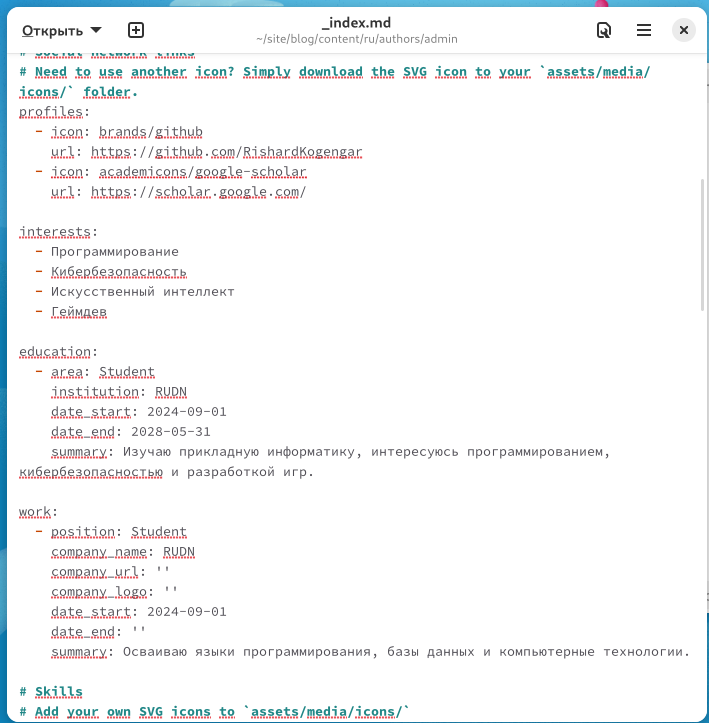 Открыть
_index.md
~/site/blog/content/ru/authors/admin
# Social network links
# Need to use another icon? Simply download the SVG icon to your `assets/media/
icons/` folder.
profiles:
- icon: brands/github
url: https://github.com/RishardKogengar
- icon: academicons/google-scholar
url: https://scholar.google.com/
interests:
- Программирование
- Кибербезопасность
- Искусственный интеллект
- Геймдев
education:
- area: Student
institution: RUDN
date_start: 2024-09-01
date_end: 2028-05-31
summary: Изучаю прикладную информатику, интересуюсь программированием,
кибербезопасностью и разработкой игр.
work:
- position: Student
company_name: RUDN
company_url: ''
company_logo: ''
date_start: 2024-09-01
date_end: ''
summary: Осваиваю языки программирования, базы данных и компьютерные технологии.
# Skills
# Add your own SVG icons to `assets/media/icons/`